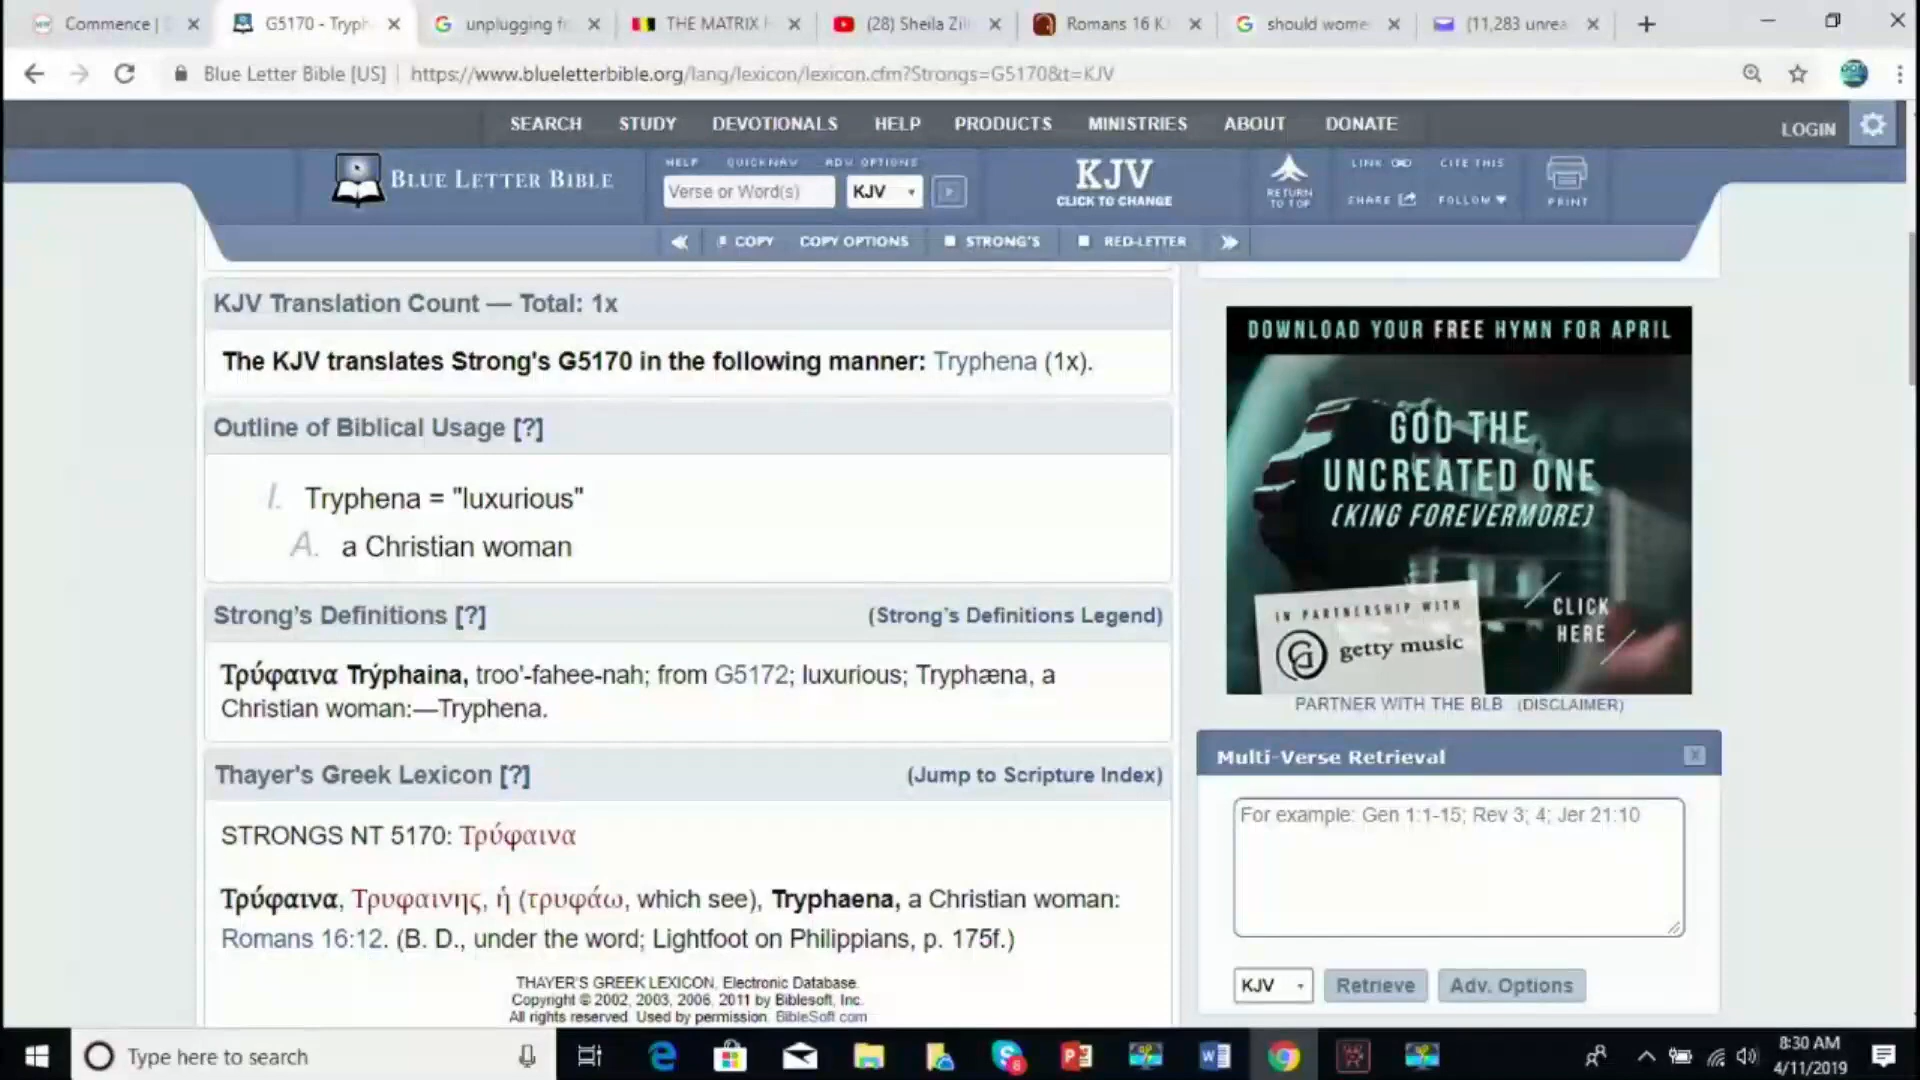 Commence |
G5170 - Tryph
unplugging f
THE MATRIX
(28) Sheila Zil
Romans 16 K
should wome
(11,283 unrea
Blue Letter Bible [US] | https://www.blueletterbible.org/lang/lexicon/lexicon.cfm?Strongs=G5170&t=KJV
SEARCH STUDY DEVOTIONALS HELP PRODUCTS MINISTRIES ABOUT DONATE
LOGIN
BLUE LETTER BIBLE
HELP QUICKNAV ADV OPTIONS
Verse or Word(s) KJV
KJV
CLICK TO CHANGE
RETURN
TO TOP
LINK CITE THIS
SHARE FOLLOW
PRINT
COPY COPY OPTIONS STRONG'S RED-LETTER
KJV Translation Count — Total: 1x
The KJV translates Strong's G5170 in the following manner: Tryphena (1x).
Outline of Biblical Usage [?]
I. Tryphena = "luxurious"
A. a Christian woman
Strong's Definitions [?] (Strong's Definitions Legend)
Τρύφαινα Trýphaina, troo'-fahee-nah; from G5172; luxurious; Tryphæna, a
Christian woman:—Tryphena.
Thayer's Greek Lexicon [?] (Jump to Scripture Index)
STRONGS NT 5170: Τρύφαινα
Τρύφαινα, Τρυφαινης, ἡ (τρυφάω, which see), Tryphaena, a Christian woman:
Romans 16:12. (B. D., under the word; Lightfoot on Philippians, p. 175f.)
THAYER'S GREEK LEXICON, Electronic Database.
Copyright © 2002, 2003, 2006, 2011 by Biblesoft, Inc.
All rights reserved. Used by permission. BibleSoft.com
DOWNLOAD YOUR FREE HYMN FOR APRIL
GOD THE
UNCREATED ONE
(KING FOREVERMORE)
IN PARTNERSHIP WITH
getty music
CLICK
HERE
PARTNER WITH THE BLB (DISCLAIMER)
Multi-Verse Retrieval
For example: Gen 1:1-15; Rev 3; 4; Jer 21:10
KJV Retrieve Adv. Options
Type here to search
8:30 AM
4/11/2019